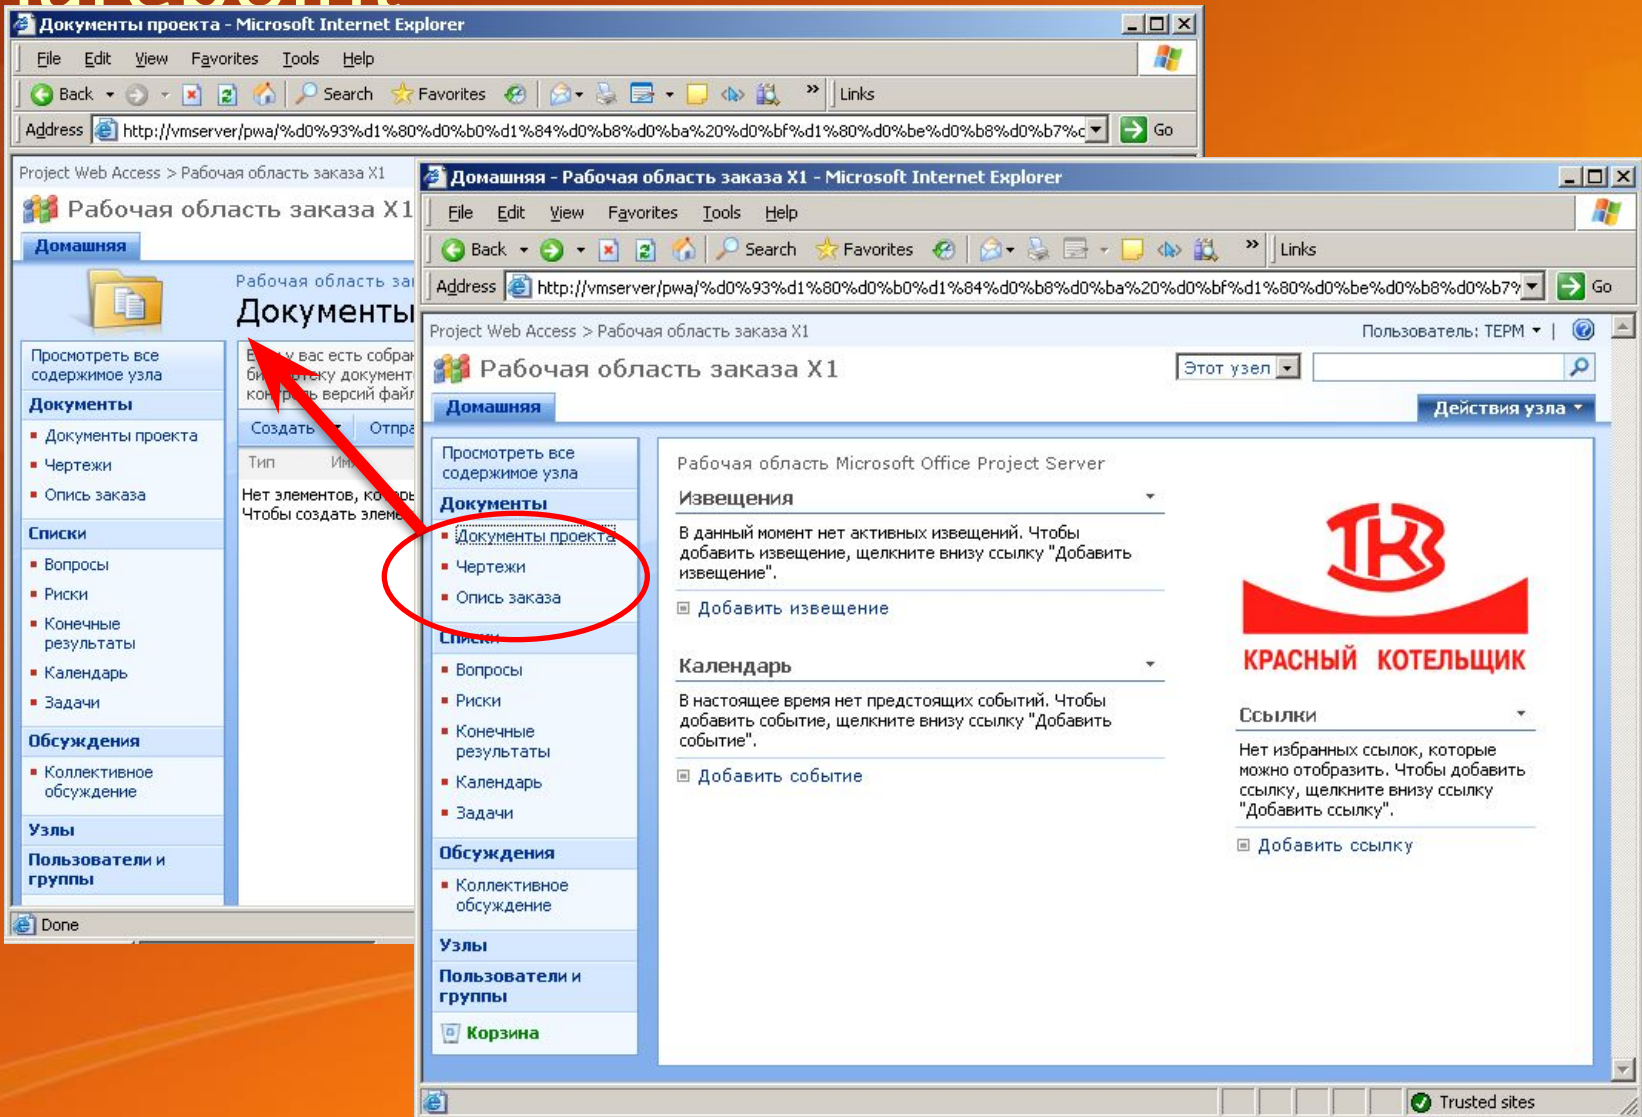 Документы проекта - Microsoft Internet Explorer
File Edit View Favorites Tools Help
Back Search Favorites » Links
Address http://vmserver/pwa/%d0%93%d1%80%d0%b0%d1%84%d0%b8%d0%ba%20%d0%bf%d1%80%d0%be%d0%b8%d0%b7%c Go
Project Web Access > Рабочая область заказа X1
Рабочая область заказа X1
Домашняя
Рабочая область
Документы
Просмотреть все
содержимое узла
Документы
Документы проекта
Чертежи
Опись заказа
Списки
Вопросы
Риски
Конечные
результаты
Календарь
Задачи
Обсуждения
Коллективное
обсуждение
Узлы
Пользователи и
группы
у вас есть
версий
Создать
Тип
Нет элементов,
Чтобы создать
Done
Домашняя - Рабочая область заказа X1 - Microsoft Internet Explorer
File Edit View Favorites Tools Help
Back Search Favorites » Links
Address http://vmserver/pwa/%d0%93%d1%80%d0%b0%d1%84%d0%b8%d0%ba%20%d0%bf%d1%80%d0%be%d0%b8%d0%b7% Go
Project Web Access > Рабочая область заказа X1
Пользователь: ТЕРМ
Рабочая область заказа X1
Этот узел
Домашняя
Действия узла
Просмотреть все
содержимое узла
Документы
Документы проекта
Чертежи
Опись заказа
Списки
Вопросы
Риски
Конечные
результаты
Календарь
Задачи
Обсуждения
Коллективное
обсуждение
Узлы
Пользователи и
группы
Корзина
Рабочая область Microsoft Office Project Server
Извещения
В данный момент нет активных извещений. Чтобы
добавить извещение, щелкните внизу ссылку "Добавить
извещение".
Добавить извещение
Календарь
В настоящее время нет предстоящих событий. Чтобы
добавить событие, щелкните внизу ссылку "Добавить
событие".
Добавить событие
ТКЗ
КРАСНЫЙ КОТЕЛЬЩИК
Ссылки
Нет избранных ссылок, которые
можно отобразить. Чтобы добавить
ссылку, щелкните внизу ссылку
"Добавить ссылку".
Добавить ссылку
Trusted sites